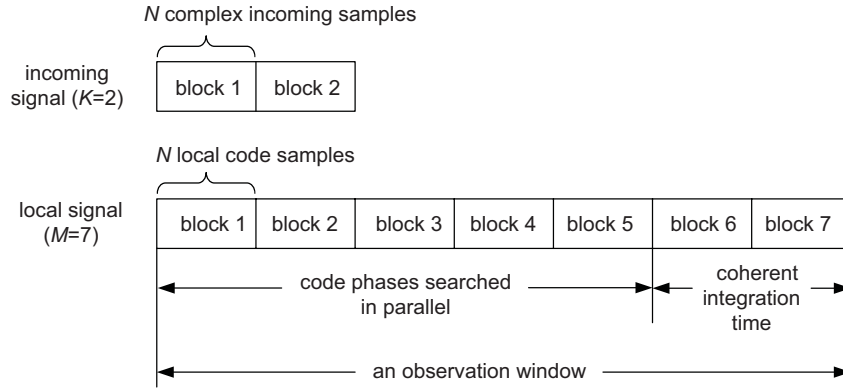 N complex incoming samples
incoming
signal (K=2)
block 1
block 2
N local code samples
local signal
(M=7)
block 1
block 2
block 3
block 4
block 5
block 6
block 7
code phases searched
in parallel
coherent
integration
time
an observation window